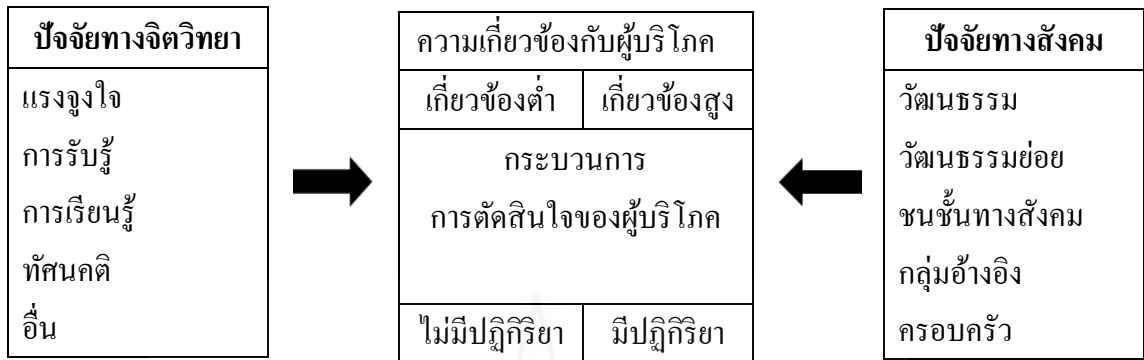 ปัจจัยทางจิตวิทยา
แรงจูงใจ
การรับรู้
การเรียนรู้
ทัศนคติ
อื่น
ความเกี่ยวข้องกับผู้บริโภค
เกี่ยวข้องต่ำ เกี่ยวข้องสูง
กระบวนการ
การตัดสินใจของผู้บริโภค
ไม่มีปฏิกิริยา มีปฏิกิริยา
ปัจจัยทางสังคม
วัฒนธรรม
วัฒนธรรมย่อย
ชนชั้นทางสังคม
กลุ่มอ้างอิง
ครอบครัว